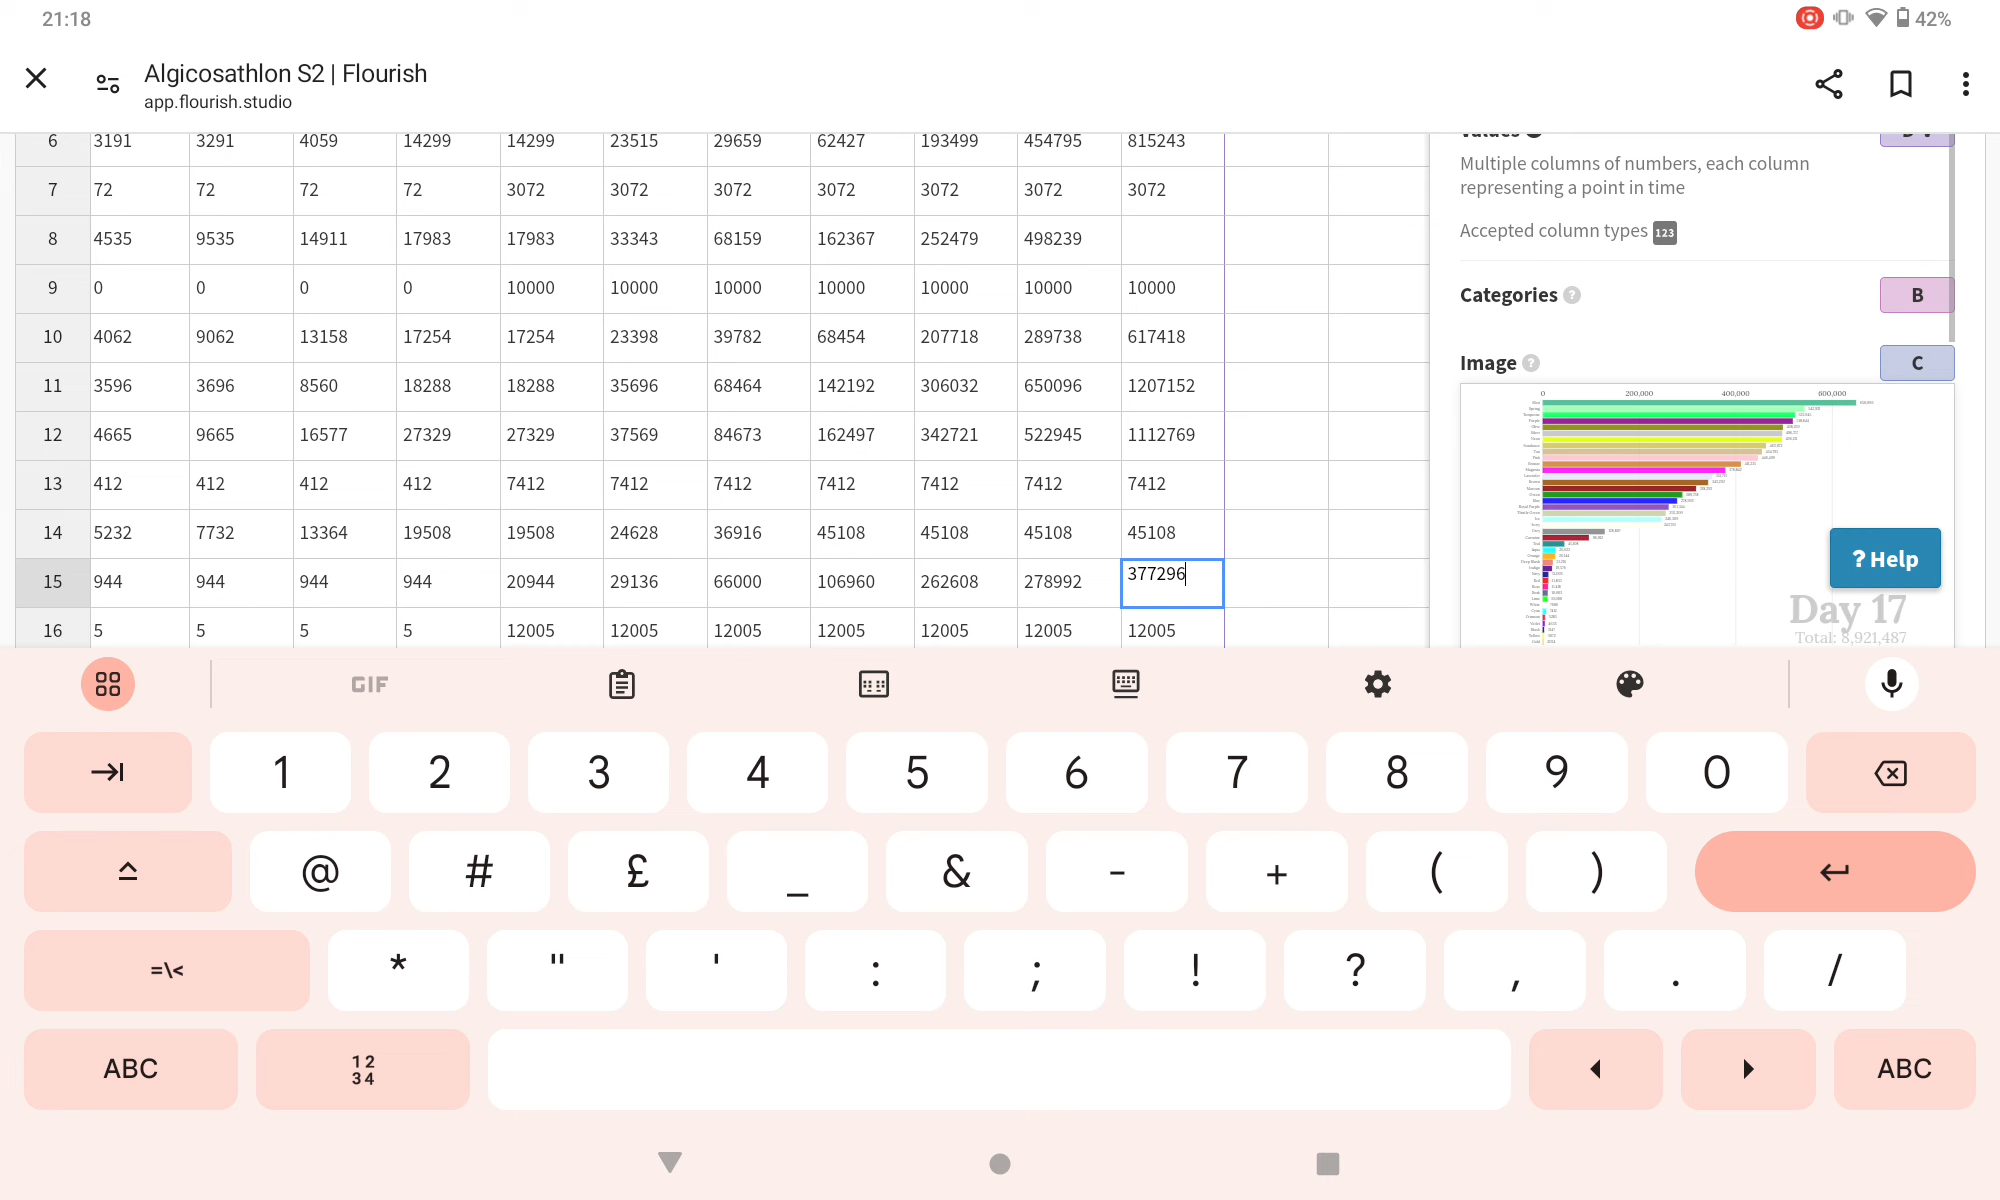 21:18
42%
Algicosathlon S2 | Flourish
app.flourish.studio
6 3191 3291 4059 14299 14299 23515 29659 62427 193499 454795 815243
7 72 72 72 72 3072 3072 3072 3072 3072 3072 3072
8 4535 9535 14911 17983 17983 33343 68159 162367 252479 498239
9 0 0 0 0 10000 10000 10000 10000 10000 10000 10000
10 4062 9062 13158 17254 17254 23398 39782 68454 207718 289738 617418
11 3596 3696 8560 18288 18288 35696 68464 142192 306032 650096 1207152
12 4665 9665 16577 27329 27329 37569 84673 162497 342721 522945 1112769
13 412 412 412 412 7412 7412 7412 7412 7412 7412 7412
14 5232 7732 13364 19508 19508 24628 36916 45108 45108 45108 45108
15 944 944 944 944 20944 29136 66000 106960 262608 278992 377296
16 5 5 5 5 12005 12005 12005 12005 12005 12005 12005
Multiple columns of numbers, each column
representing a point in time
Accepted column types 123
Categories ? B
Image ? C
0 200,000 400,000 600,000
? Help
Day 17
Total: 8,921,487
GIF
1 2 3 4 5 6 7 8 9 0
@ # £ _ & - + ( )
=\< * " ' : ; ! ? , . /
ABC 1 2 3 4 ABC